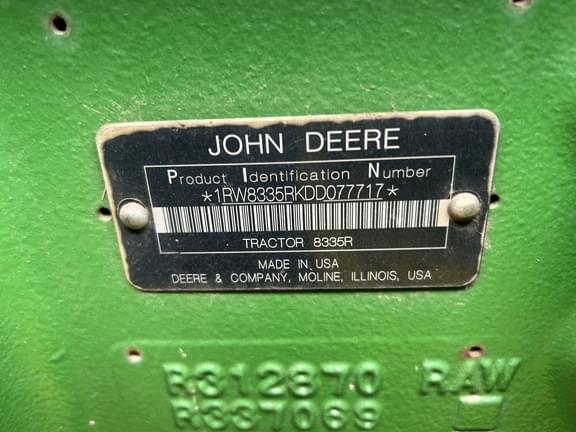 JOHN DEERE
Product Identification Number
*1RW8335RKDD077717*
TRACTOR 8335R
MADE IN USA
DEERE & COMPANY, MOLINE, ILLINOIS, USA
R312870 RAW
R337069